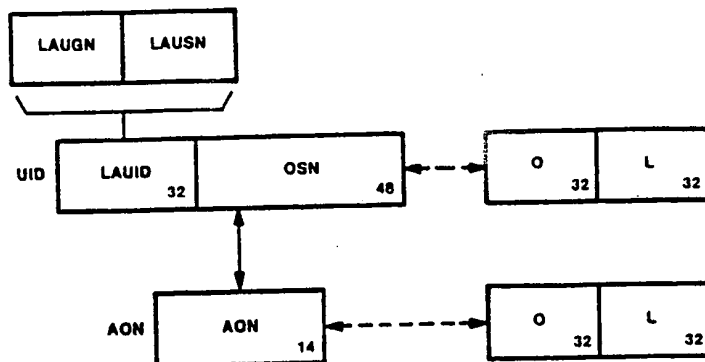 LAUGN LAUSN
UID LAUID 32 OSN 48 O 32 L 32
AON AON 14 O 32 L 32